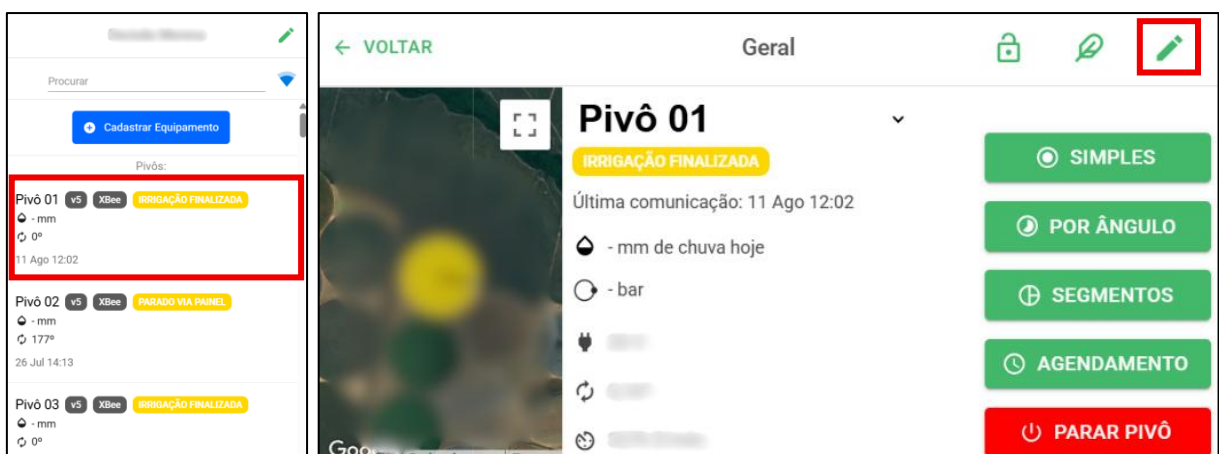 Procurar
Cadastrar Equipamento
Pivôs:
Pivô 01 v5 XBee IRRIGAÇÃO FINALIZADA
- mm
0º
11 Ago 12:02
Pivô 02 v5 XBee PARADO VIA PAINEL
- mm
177º
26 Jul 14:13
Pivô 03 v5 XBee IRRIGAÇÃO FINALIZADA
- mm
0º
← VOLTAR
Geral
Pivô 01
IRRIGAÇÃO FINALIZADA
Última comunicação: 11 Ago 12:02
- mm de chuva hoje
- bar
SIMPLES
POR ÂNGULO
SEGMENTOS
AGENDAMENTO
PARAR PIVÔ